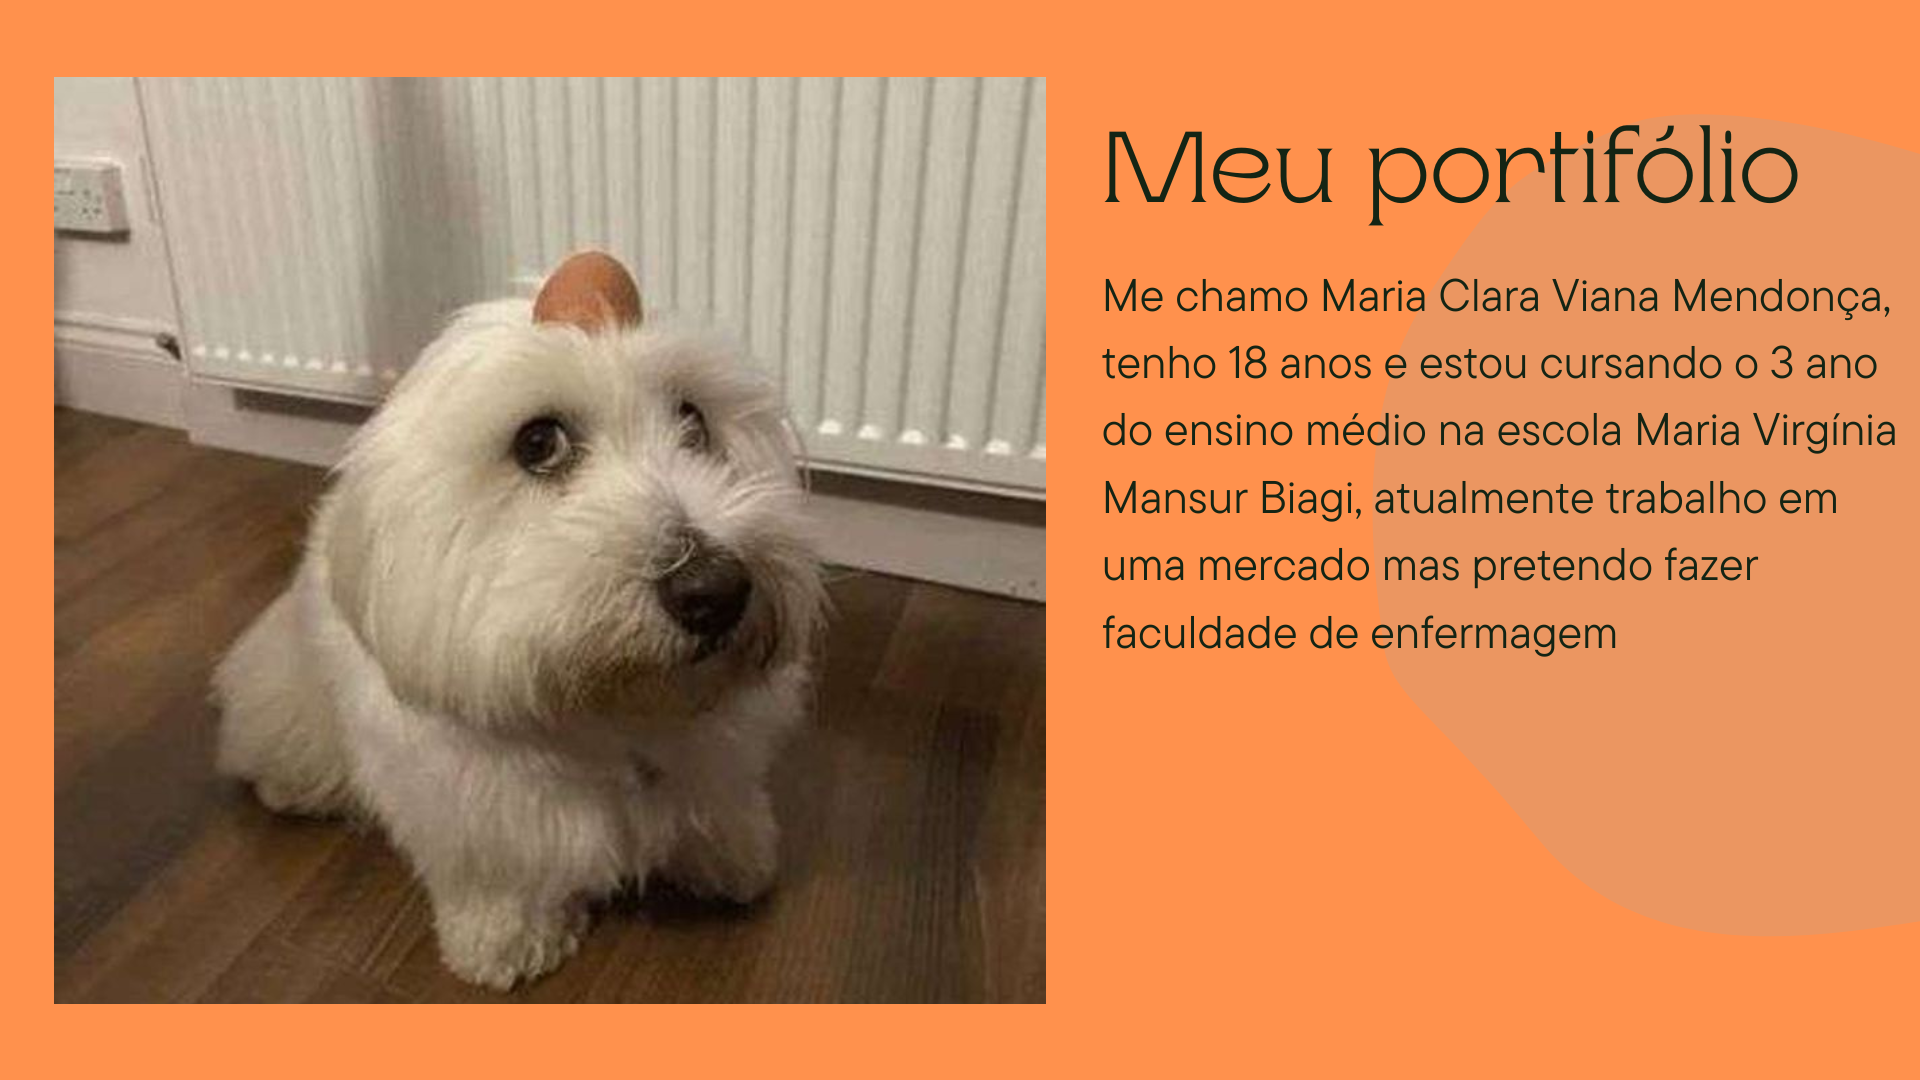 Meu portifólio
Me chamo Maria Clara Viana Mendonça,
tenho 18 anos e estou cursando o 3 ano
do ensino médio na escola Maria Virgínia
Mansur Biagi, atualmente trabalho em
uma mercado mas pretendo fazer
faculdade de enfermagem